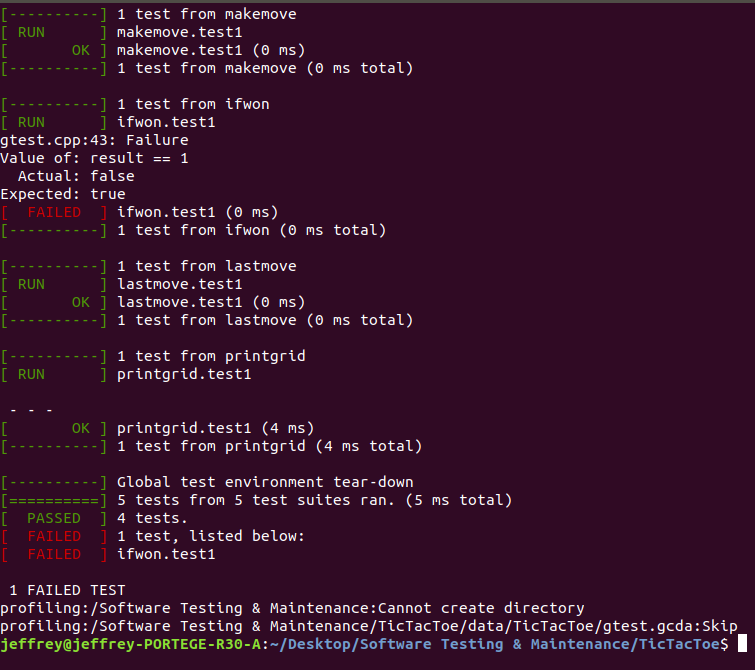 [----------] 1 test from makemove
[ RUN      ] makemove.test1
[       OK ] makemove.test1 (0 ms)
[----------] 1 test from makemove (0 ms total)
[----------] 1 test from ifwon
[ RUN      ] ifwon.test1
gtest.cpp:43: Failure
Value of: result == 1
  Actual: false
Expected: true
[  FAILED  ] ifwon.test1 (0 ms)
[----------] 1 test from ifwon (0 ms total)
[----------] 1 test from lastmove
[ RUN      ] lastmove.test1
[       OK ] lastmove.test1 (0 ms)
[----------] 1 test from lastmove (0 ms total)
[----------] 1 test from printgrid
[ RUN      ] printgrid.test1
 - - -
[       OK ] printgrid.test1 (4 ms)
[----------] 1 test from printgrid (4 ms total)
[----------] Global test environment tear-down
[==========] 5 tests from 5 test suites ran. (5 ms total)
[  PASSED  ] 4 tests.
[  FAILED  ] 1 test, listed below:
[  FAILED  ] ifwon.test1
 1 FAILED TEST
profiling:/Software Testing & Maintenance:Cannot create directory
profiling:/Software Testing & Maintenance/TicTacToe/data/TicTacToe/gtest.gcda:Skip
jeffrey@jeffrey-PORTEGE-R30-A:~/Desktop/Software Testing & Maintenance/TicTacToe$